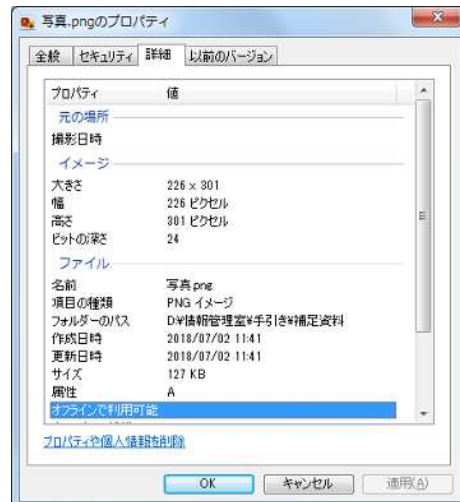 写真.pngのプロパティ
全般 セキュリティ 詳細 以前のバージョン
プロパティ 値
元の場所
撮影日時
イメージ
大きさ 226 x 301
幅 226 ピクセル
高さ 301 ピクセル
ビットの深さ 24
ファイル
名前 写真.png
項目の種類 PNG イメージ
フォルダーのパス D:¥情報管理室¥手引き¥補足資料
作成日時 2018/07/02 11:41
更新日時 2018/07/02 11:41
サイズ 127 KB
属性 A
オフラインで利用可能
プロパティや個人情報を削除
OK キャンセル 適用(A)